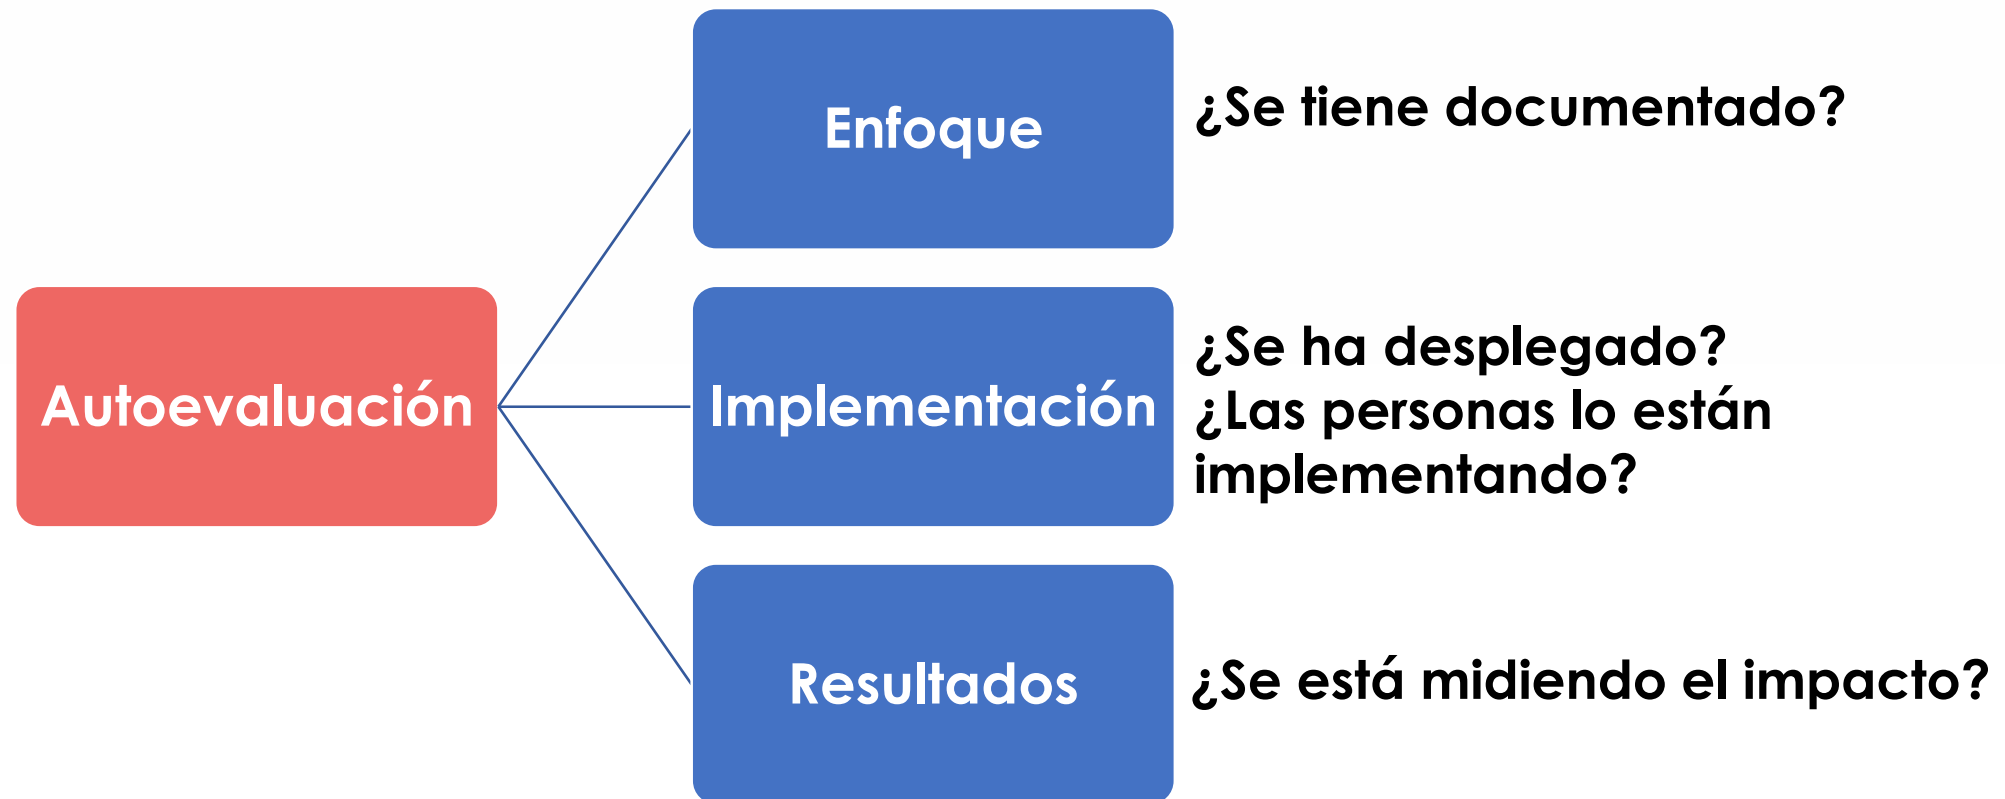 Autoevaluación
Enfoque
¿Se tiene documentado?
Implementación
¿Se ha desplegado?
¿Las personas lo están
implementando?
Resultados
¿Se está midiendo el impacto?